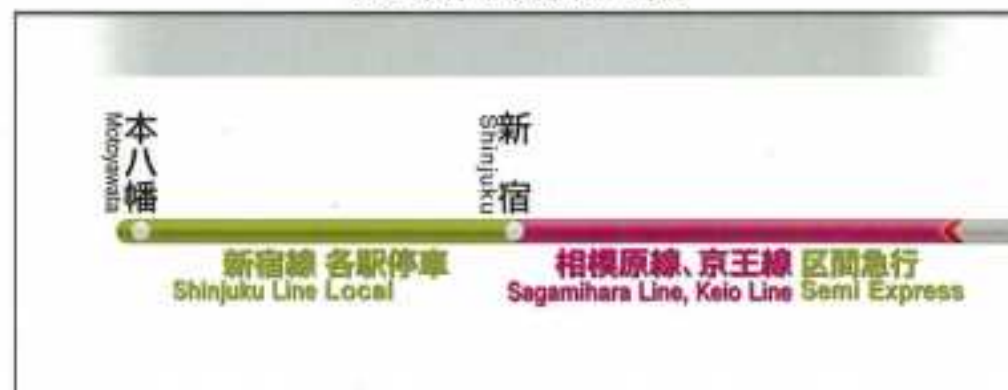 本八幡
Motoyawata
新宿
Shinjuku
新宿線 各駅停車
Shinjuku Line Local
相模原線、京王線 区間急行
Sagamihara Line, Keio Line Semi Express